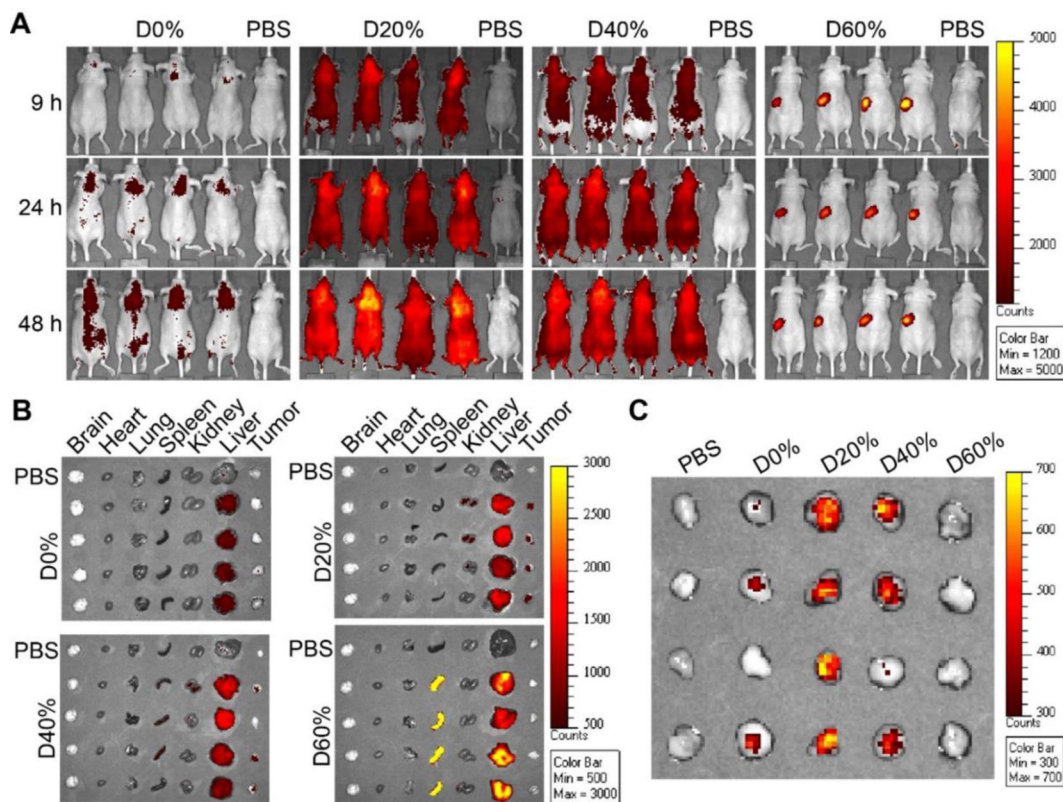 A
D0% PBS D20% PBS D40% PBS D60% PBS
9 h
24 h
48 h
5000
4000
3000
2000
Counts
Color Bar
Min = 1200
Max = 5000
B
Brain Heart Lung Spleen Kidney Liver Tumor
PBS
D0%
Brain Heart Lung Spleen Kidney Liver Tumor
PBS
D20%
PBS
D40%
PBS
D60%
3000
2500
2000
1500
1000
500
Counts
Color Bar
Min = 500
Max = 3000
C
PBS D0% D20% D40% D60%
700
600
500
400
300
Counts
Color Bar
Min = 300
Max = 700